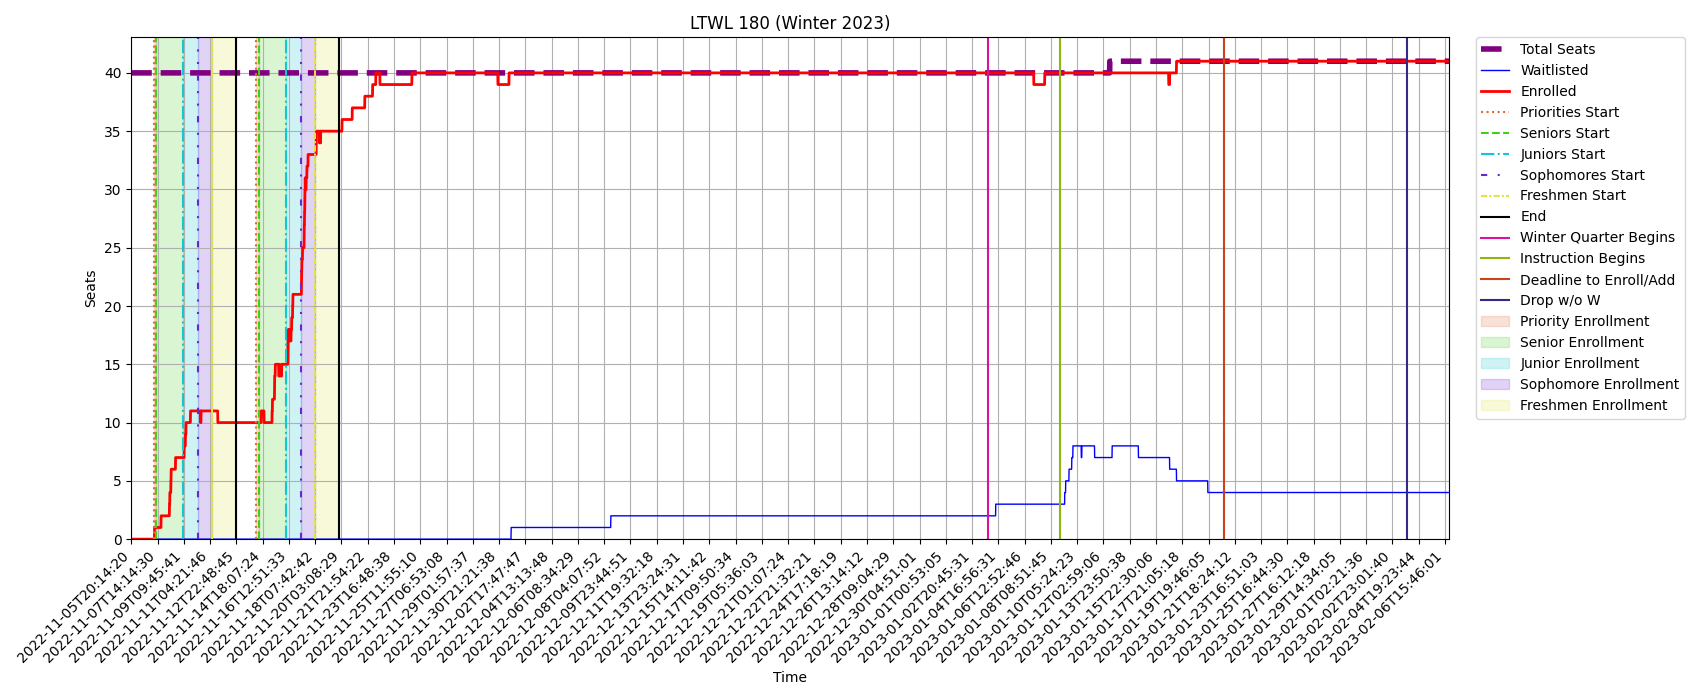 LTWL 180 (Winter 2023)
Seats
40
35
30
25
20
15
10
5
0
2022-11-05T20:14:20
2022-11-07T14:14:30
2022-11-09T09:45:41
2022-11-11T04:21:46
2022-11-12T22:48:45
2022-11-14T18:07:24
2022-11-16T12:51:33
2022-11-18T07:42:42
2022-11-20T03:08:29
2022-11-21T21:54:22
2022-11-23T16:48:38
2022-11-25T11:55:10
2022-11-27T06:53:08
2022-11-29T01:57:37
2022-11-30T21:21:38
2022-12-02T17:47:47
2022-12-04T13:13:48
2022-12-06T08:34:29
2022-12-08T04:07:52
2022-12-09T23:44:51
2022-12-11T19:32:18
2022-12-13T23:24:31
2022-12-15T14:11:42
2022-12-17T09:50:34
2022-12-19T05:36:03
2022-12-21T01:07:24
2022-12-22T21:32:21
2022-12-24T17:18:19
2022-12-26T13:14:12
2022-12-28T09:04:29
2022-12-30T04:51:01
2023-01-01T00:53:05
2023-01-02T20:45:31
2023-01-04T16:56:31
2023-01-06T12:52:46
2023-01-08T08:51:45
2023-01-10T05:24:23
2023-01-12T02:59:06
2023-01-13T23:50:38
2023-01-15T22:30:06
2023-01-17T21:05:18
2023-01-19T19:46:05
2023-01-21T18:24:12
2023-01-23T16:51:03
2023-01-25T16:44:30
2023-01-27T16:12:18
2023-01-29T14:34:05
2023-02-01T02:21:36
2023-02-02T23:01:40
2023-02-04T19:23:44
2023-02-06T15:46:01
Time
Total Seats
Waitlisted
Enrolled
Priorities Start
Seniors Start
Juniors Start
Sophomores Start
Freshmen Start
End
Winter Quarter Begins
Instruction Begins
Deadline to Enroll/Add
Drop w/o W
Priority Enrollment
Senior Enrollment
Junior Enrollment
Sophomore Enrollment
Freshmen Enrollment